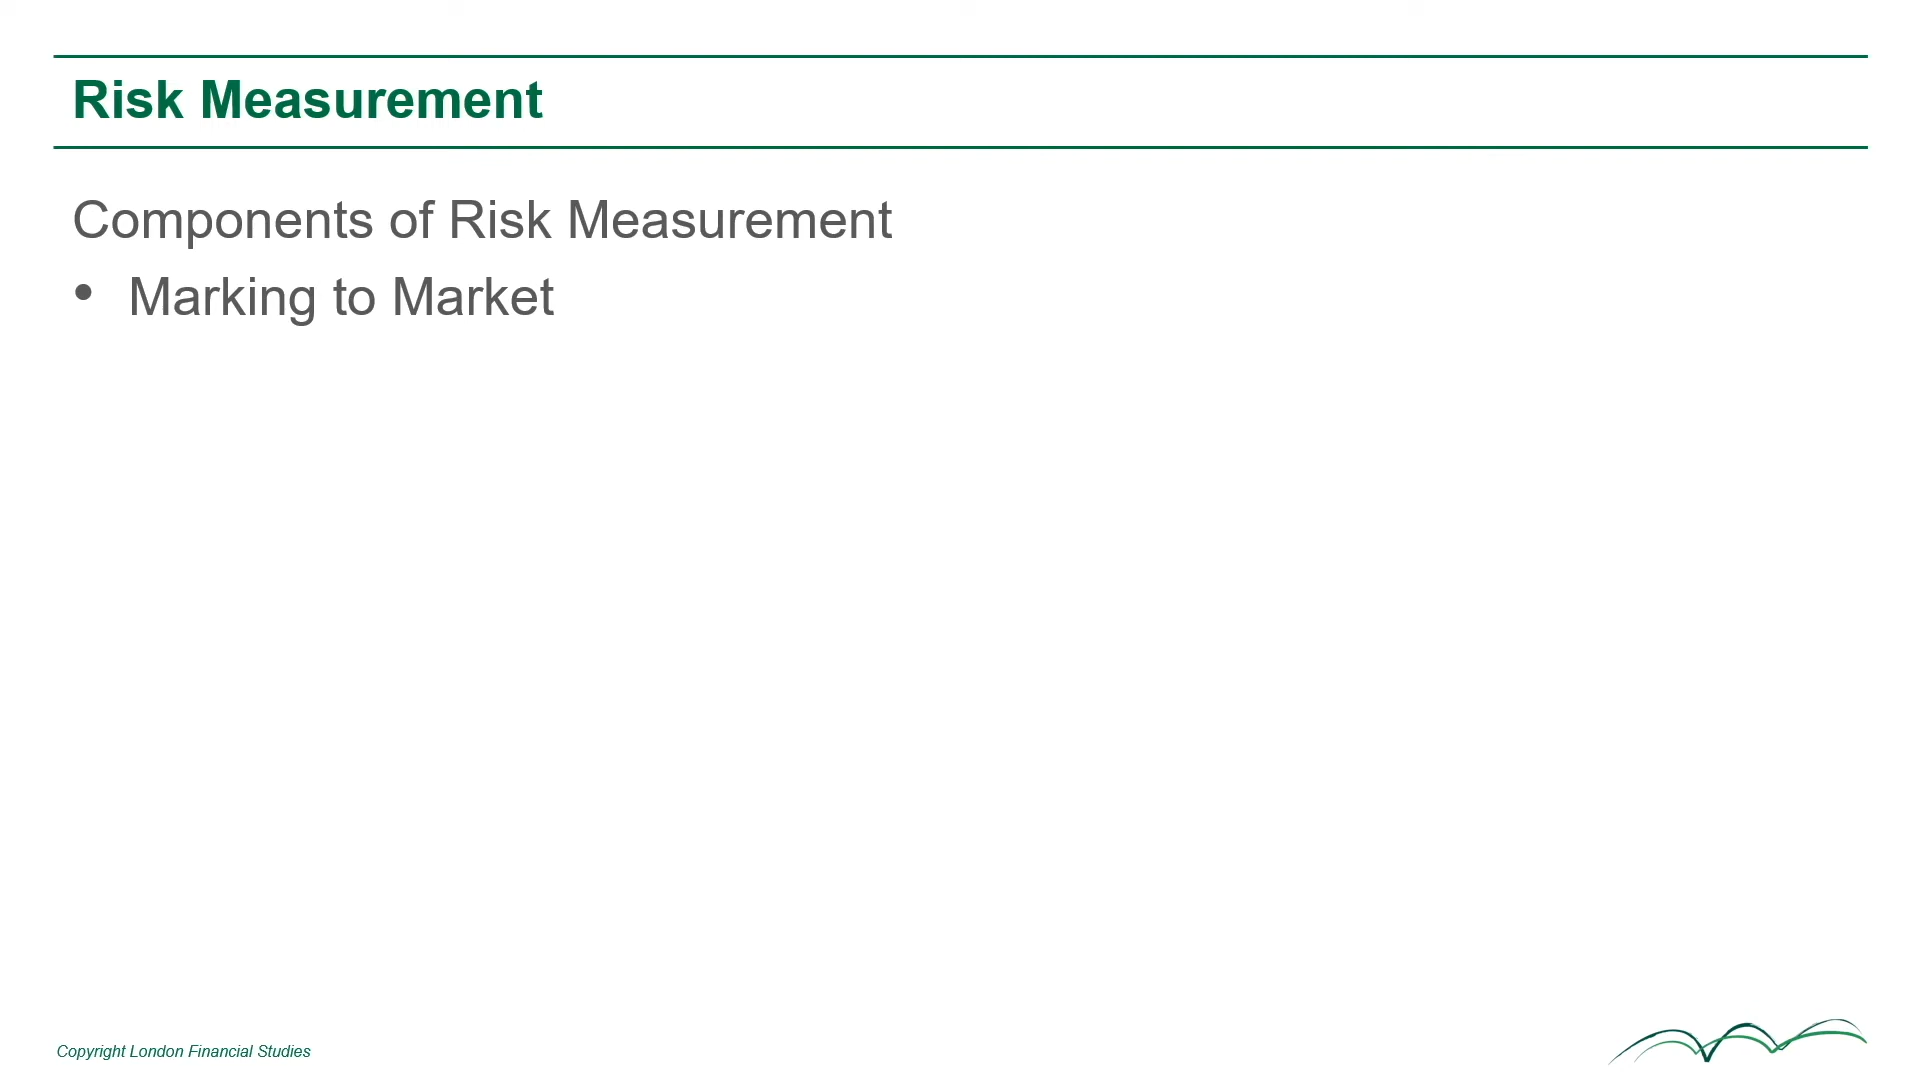 Risk Measurement
Components of Risk Measurement
• Marking to Market
Copyright London Financial Studies